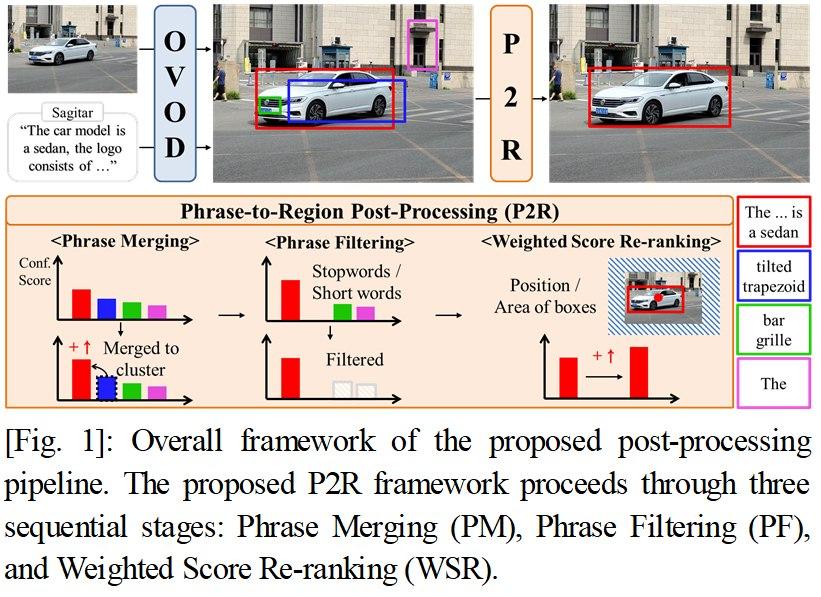 Sagitar
"The car model is
a sedan, the logo
consists of ..."
O
V
O
D
P
2
R
Phrase-to-Region Post-Processing (P2R)
<Phrase Merging>
Conf.
Score
+↑
Merged to
cluster
<Phrase Filtering>
Stopwords /
Short words
Filtered
<Weighted Score Re-ranking>
Position /
Area of boxes
+↑
The ... is
a sedan
tilted
trapezoid
bar
grille
The
[Fig. 1]: Overall framework of the proposed post-processing
pipeline. The proposed P2R framework proceeds through three
sequential stages: Phrase Merging (PM), Phrase Filtering (PF),
and Weighted Score Re-ranking (WSR).